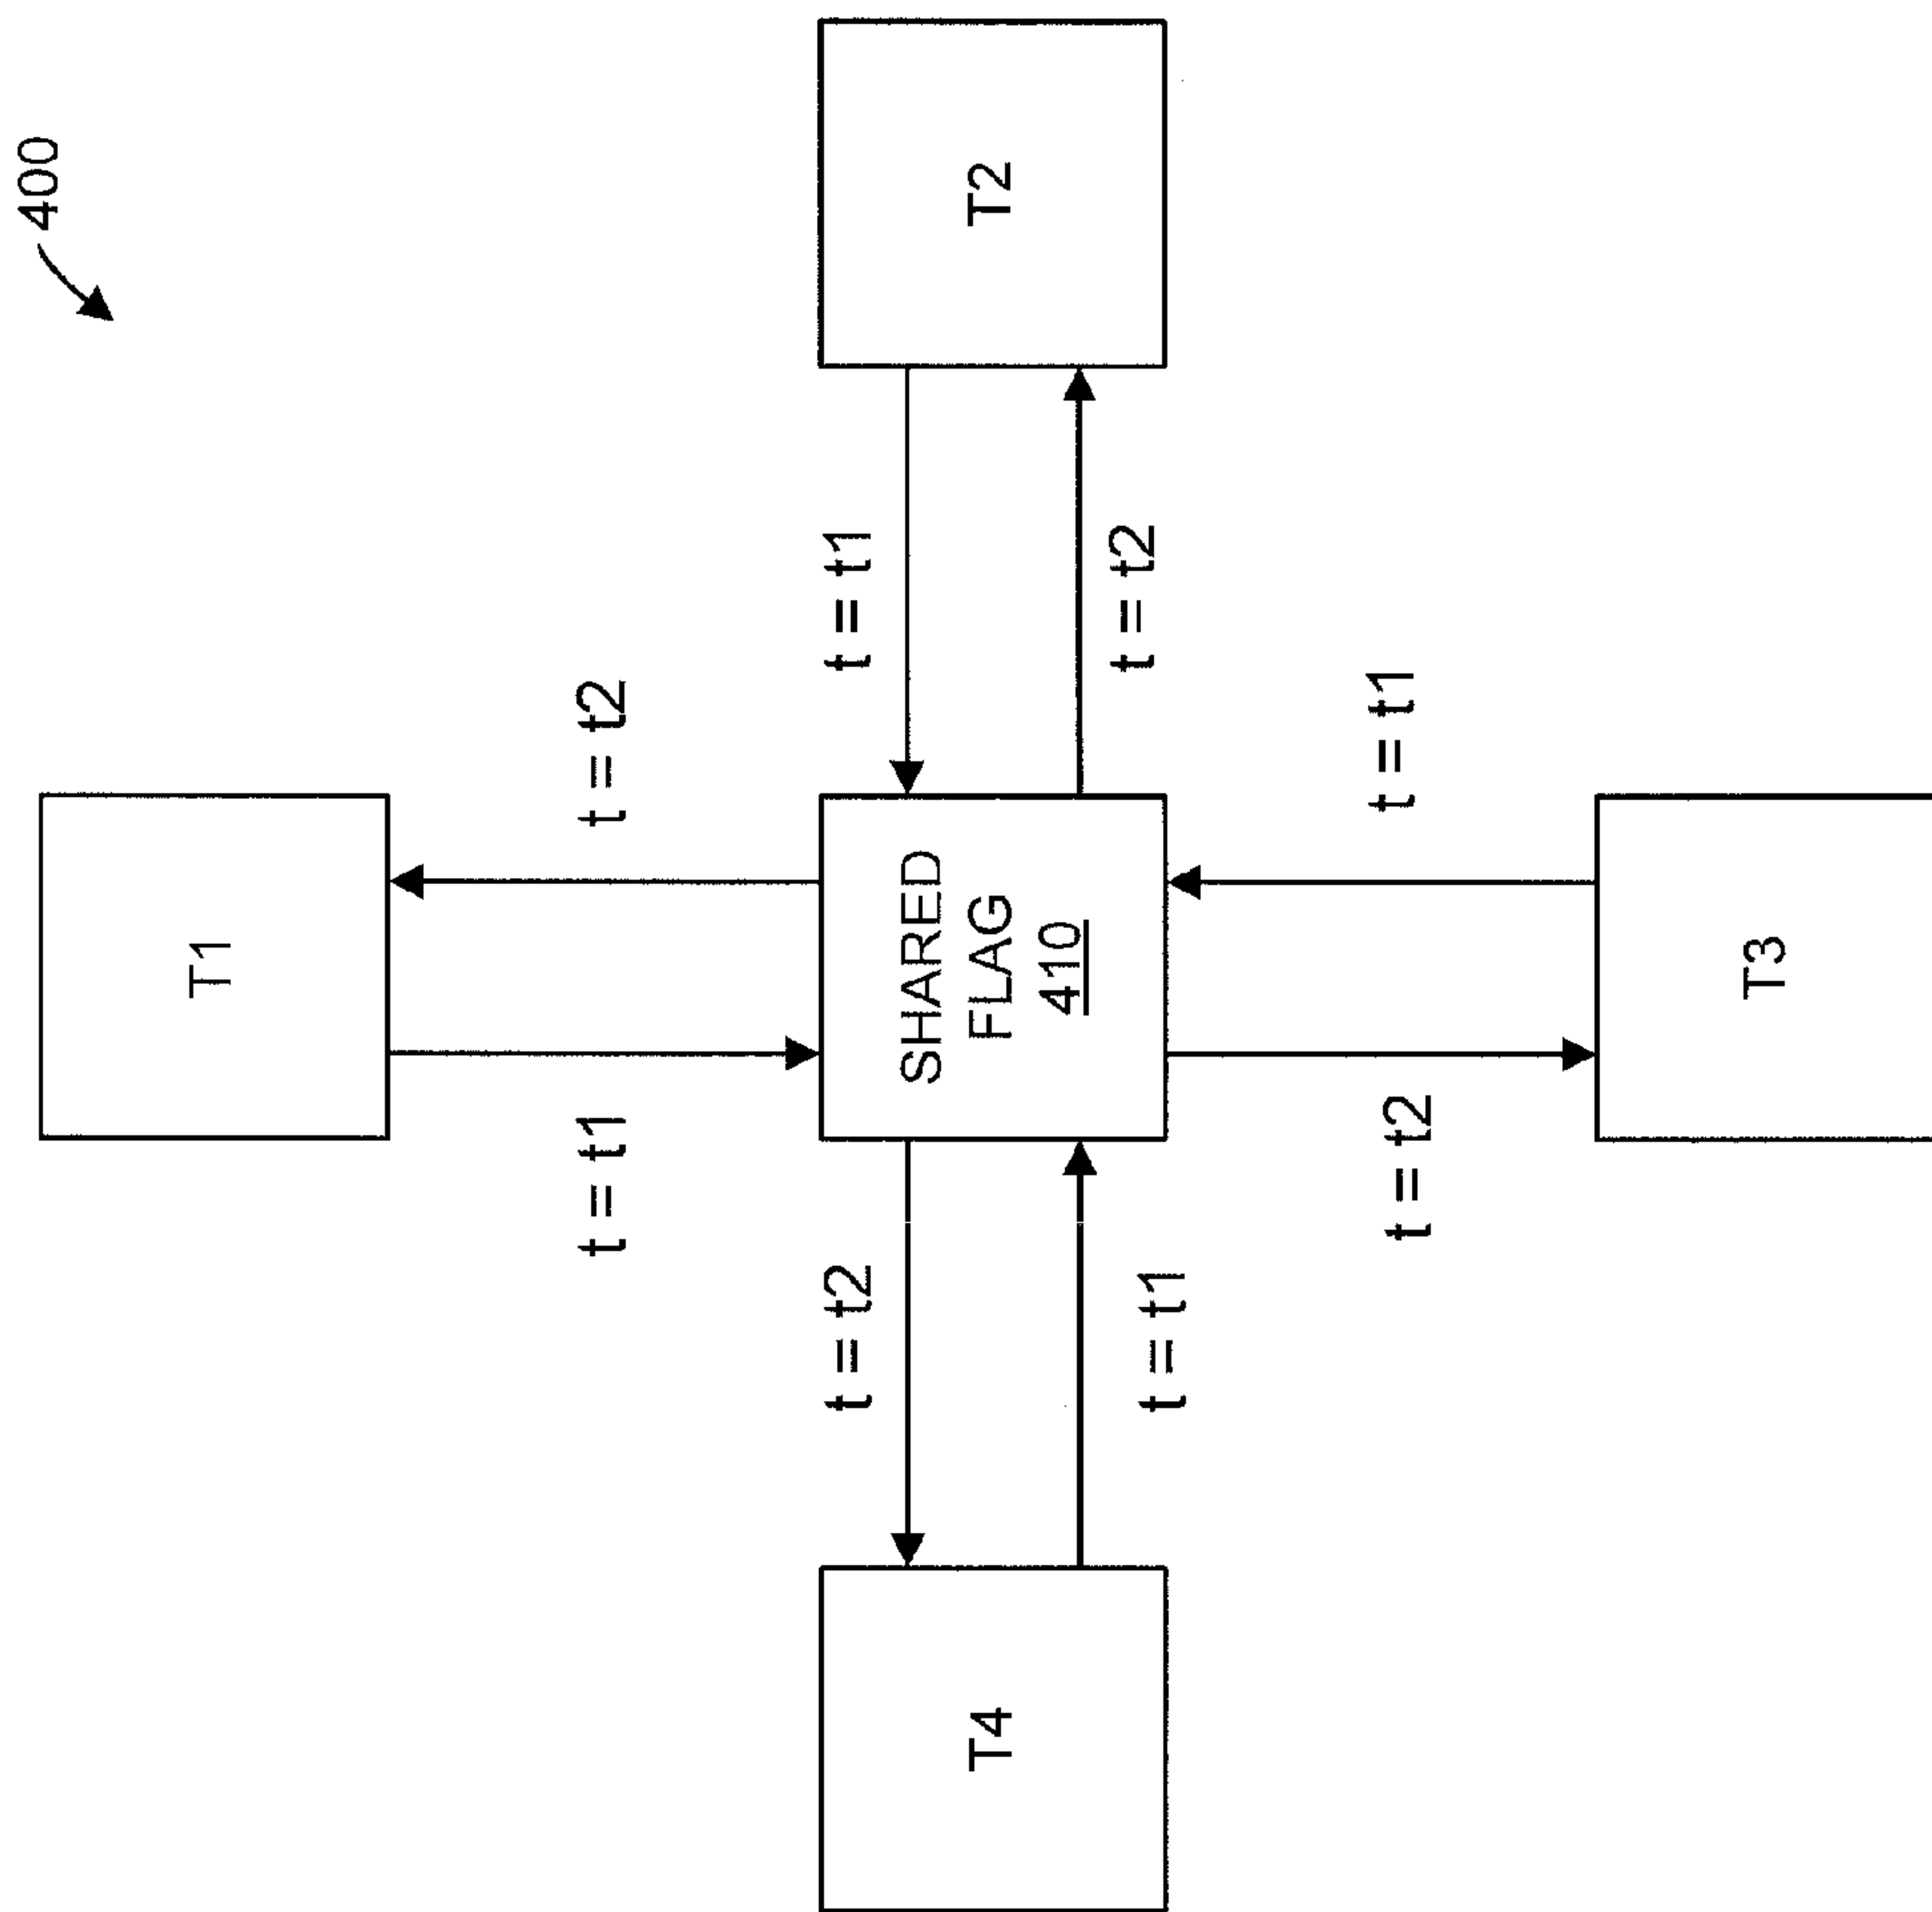 400
T1
t = t1
t = t2
T4
t = t2
t = t1
SHARED
FLAG
410
t = t1
t = t2
T2
t = t2
t = t1
T3